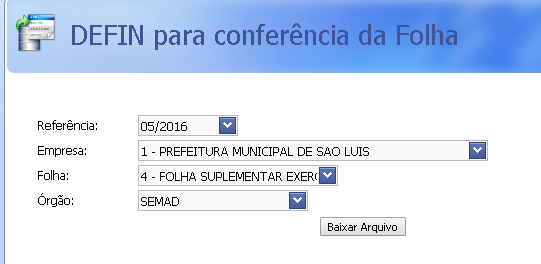 DEFIN para conferência da Folha
Referência: 05/2016
Empresa: 1 - PREFEITURA MUNICIPAL DE SAO LUIS
Folha: 4 - FOLHA SUPLEMENTAR
Órgão: SEMAD
Baixar Arquivo